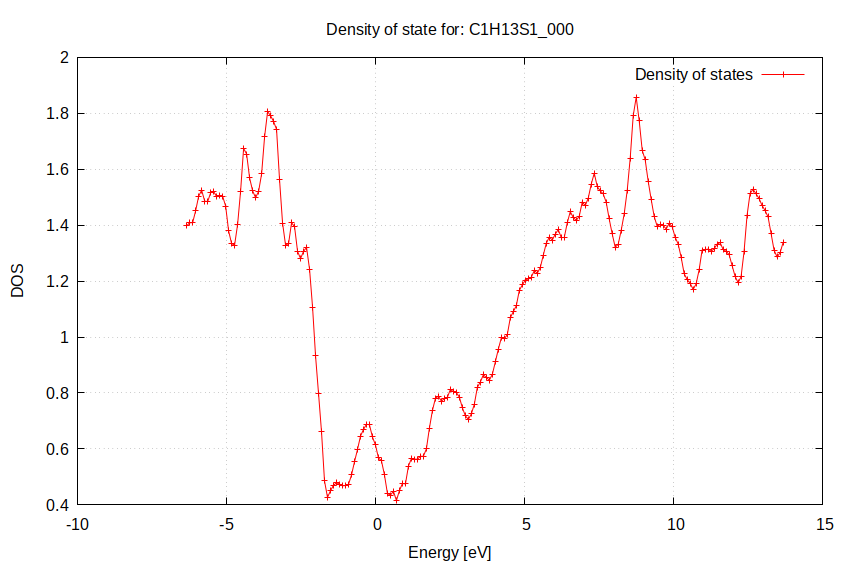 Density of state for: C1H13S1_000
Density of states
2
1.8
1.6
1.4
1.2
1
0.8
0.6
0.4
DOS
-10 -5 0 5 10 15
Energy [eV]